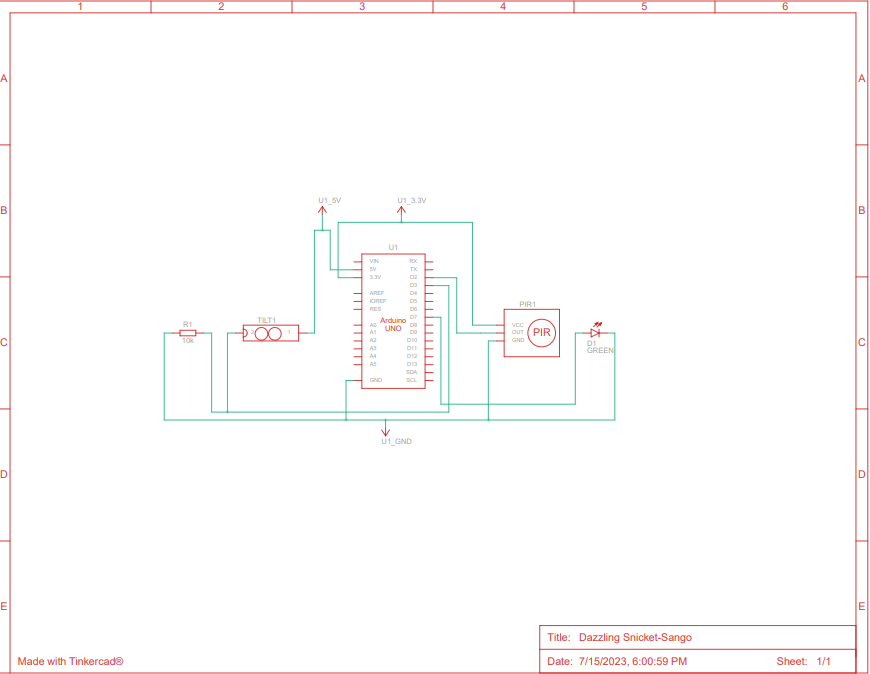 1 2 3 4 5 6
A A
B B
C C
D D
E E
U1_5V U1_3.3V
U1
VIN RX
5V TX
3.3V D2
D3
AREF D4
IOREF D5
RES D6
D7
A0 D8
A1 D9
A2 D10
A3 D11
A4 D12
A5 D13
SDA
GND SCL
Arduino
UNO
R1
10k
TILT1
2 1
PIR1
VCC
OUT
GND
PIR
D1
GREEN
U1_GND
Title: Dazzling Snicket-Sango
Made with Tinkercad®
Date: 7/15/2023, 6:00:59 PM Sheet: 1/1